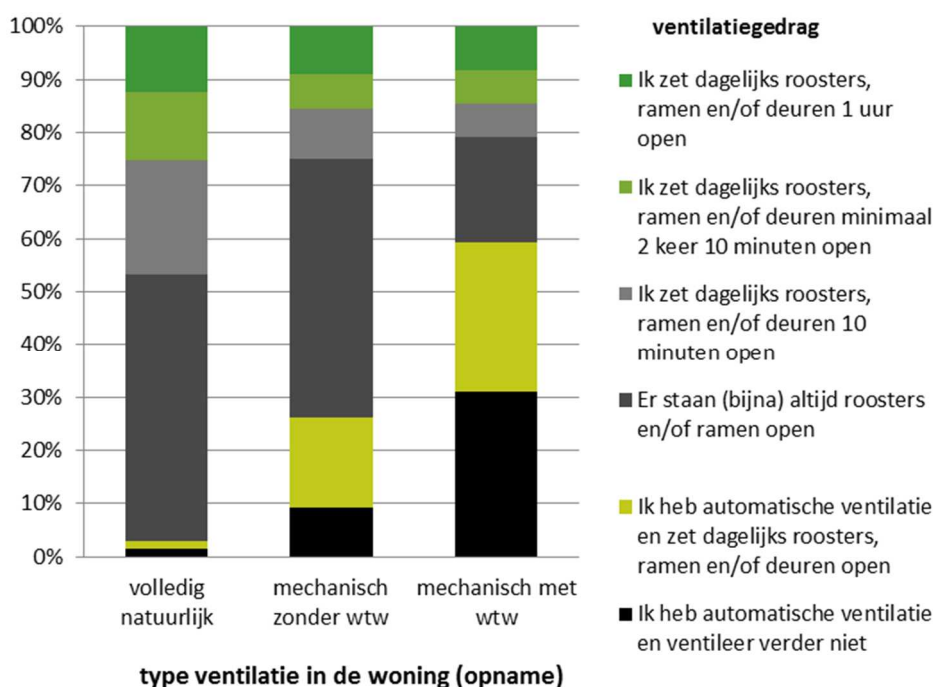 100%
90%
80%
70%
60%
50%
40%
30%
20%
10%
0%
volledig
natuurlijk
mechanisch
zonder wtw
mechanisch met
wtw
type ventilatie in de woning (opname)
ventilatiegedrag
Ik zet dagelijks roosters,
ramen en/of deuren 1 uur
open
Ik zet dagelijks roosters,
ramen en/of deuren minimaal
2 keer 10 minuten open
Ik zet dagelijks roosters,
ramen en/of deuren 10
minuten open
Er staan (bijna) altijd roosters
en/of ramen open
Ik heb automatische ventilatie
en zet dagelijks roosters,
ramen en/of deuren open
Ik heb automatische ventilatie
en ventileer verder niet